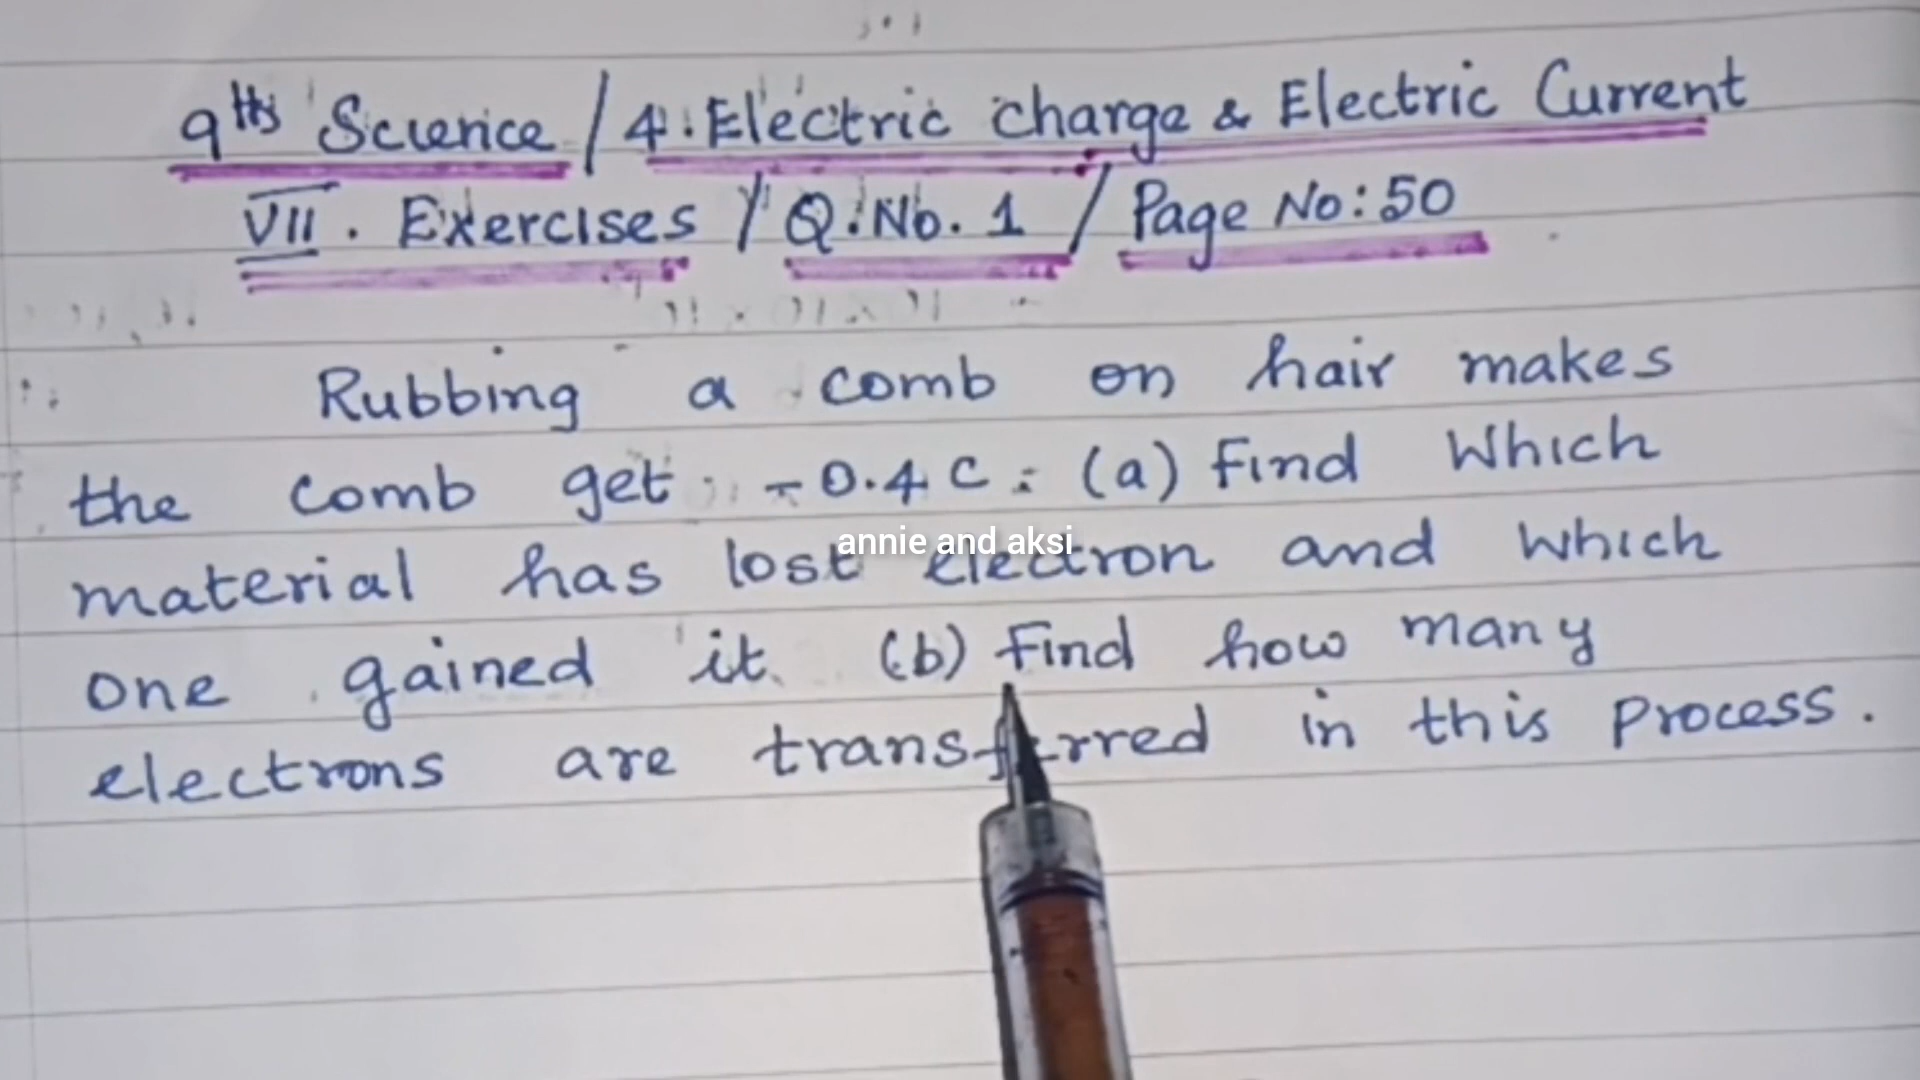 9th Science / 4. Electric charge & Electric Current
VII. Exercises / Q. No. 1 / Page No: 50
Rubbing a comb on hair makes
the comb get -0.4 C. (a) Find which
material has lost electron and which
annie and aksi
one gained it. (b) Find how many
electrons are transferred in this process.